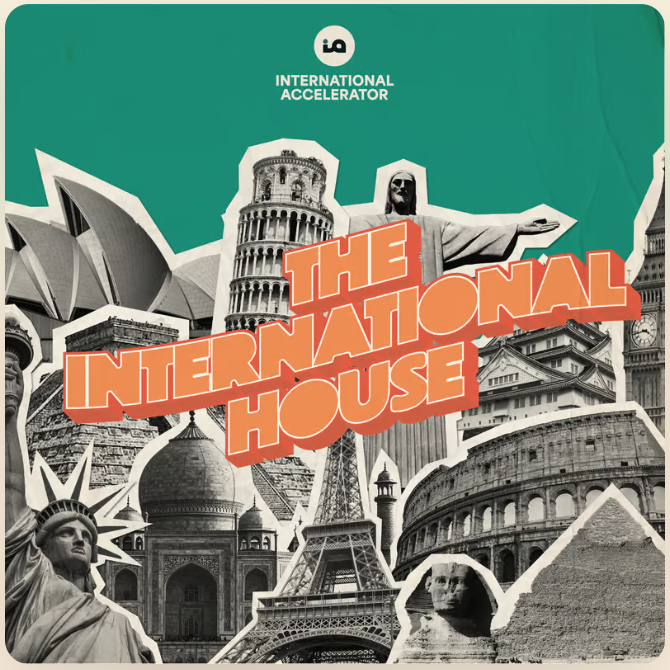 ia
INTERNATIONAL
ACCELERATOR
THE
INTERNATIONAL
HOUSE